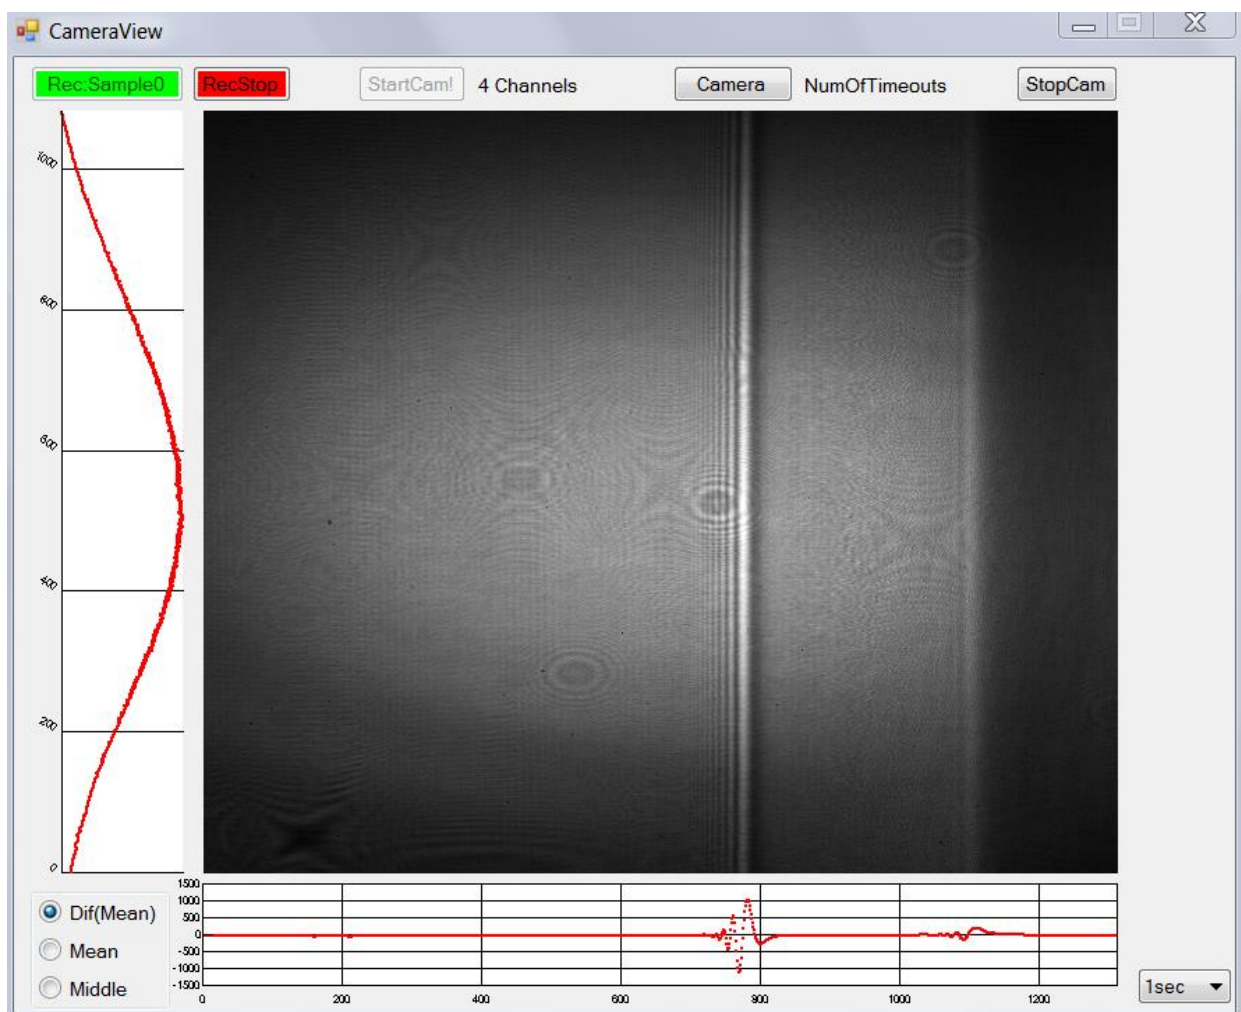 CameraView
Rec:Sample0 RecStop StartCam! 4 Channels Camera NumOfTimeouts StopCam
1000
800
600
400
200
0
Dif(Mean)
Mean
Middle
1500
1000
500
0
-500
-1000
-1500
0 200 400 600 800 1000 1200
1sec